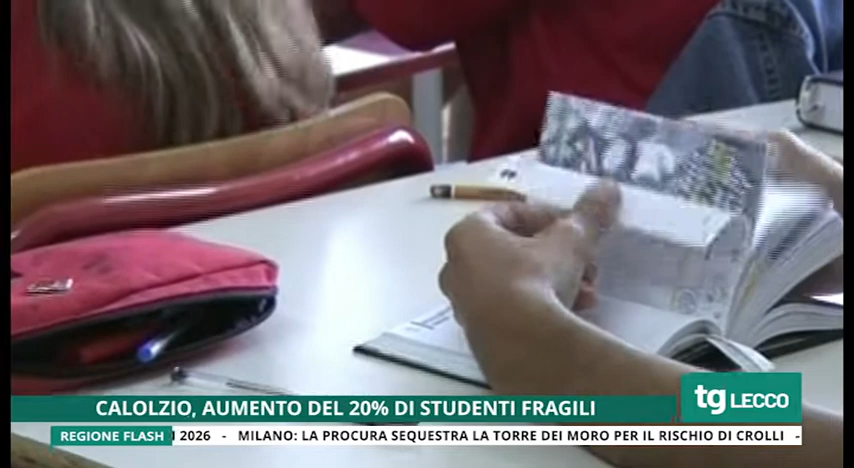 CALOLZIO, AUMENTO DEL 20% DI STUDENTI FRAGILI
tg LECCO
REGIONE FLASH
2026 - MILANO: LA PROCURA SEQUESTRA LA TORRE DEI MORO PER IL RISCHIO DI CROLLI -